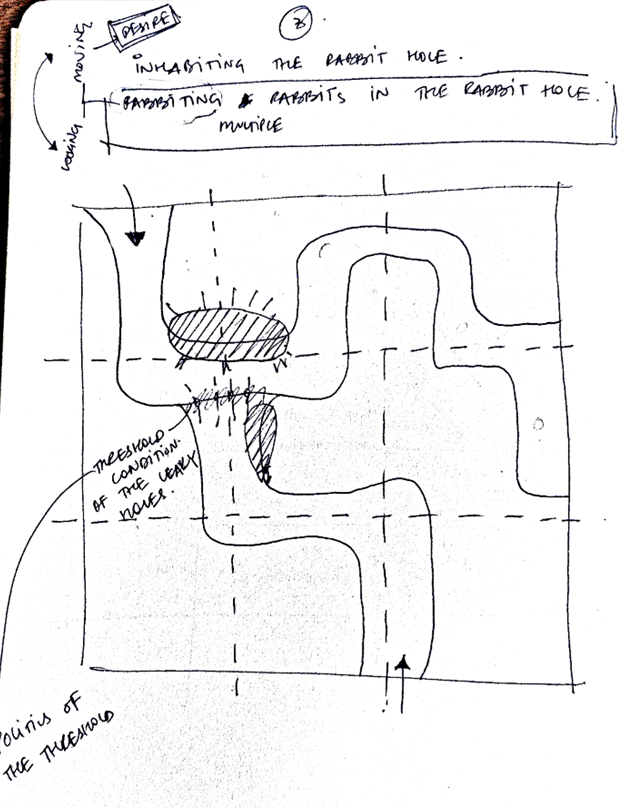 DESIRE
3
MOVING
LOOKING
INHABITING THE RABBIT HOLE.
RABBITING RABBITS IN THE RABBIT HOLE.
MULTIPLE
THRESHOLD
CONDITION
OF THE LEAKY
HOLES.
POLITICS OF
THE THRESHOLD